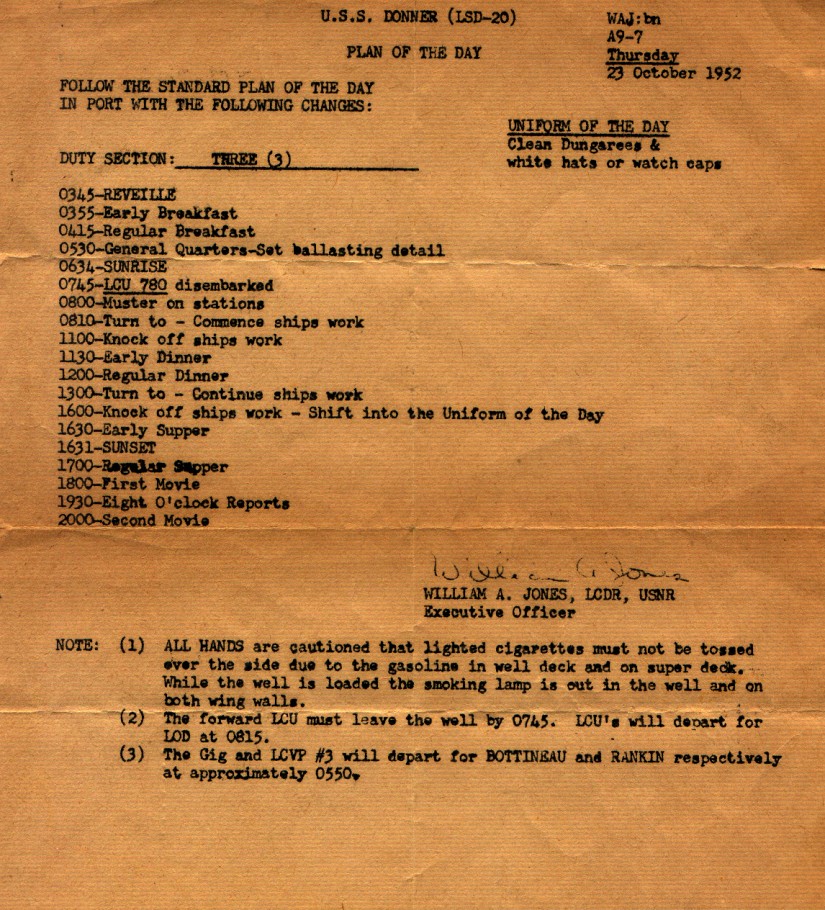 U.S.S. DONNER (LSD-20)
WAJ:bn
A9-7
PLAN OF THE DAY
Thursday
23 October 1952
FOLLOW THE STANDARD PLAN OF THE DAY
IN PORT WITH THE FOLLOWING CHANGES:
UNIFORM OF THE DAY
Clean Dungarees &
white hats or watch caps
DUTY SECTION: THREE (3)
0345-REVEILLE
0355-Early Breakfast
0415-Regular Breakfast
0530-General Quarters-Set ballasting detail
0634-SUNRISE
0745-LCU 780 disembarked
0800-Muster on stations
0810-Turn to - Commence ships work
1100-Knock off ships work
1130-Early Dinner
1200-Regular Dinner
1300-Turn to - Continue ships work
1600-Knock off ships work - Shift into the Uniform of the Day
1630-Early Supper
1631-SUNSET
1700-Regular Supper
1800-First Movie
1930-Eight O'clock Reports
2000-Second Movie
William A Jones
WILLIAM A. JONES, LCDR, USNR
Executive Officer
NOTE: (1) ALL HANDS are cautioned that lighted cigarettes must not be tossed
over the side due to the gasoline in well deck and on super deck.
While the well is loaded the smoking lamp is out in the well and on
both wing walls.
(2) The forward LCU must leave the well by 0745. LCU's will depart for
LOD at 0815.
(3) The Gig and LCVP #3 will depart for BOTTINEAU and RANKIN respectively
at approximately 0550.